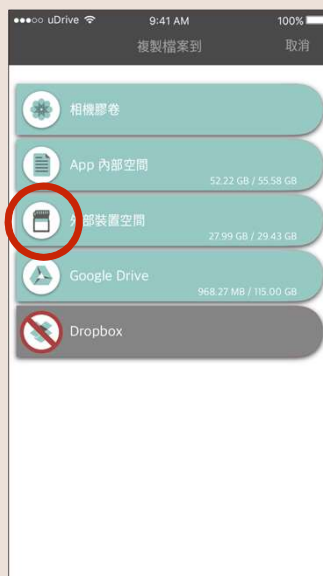 uDrive 9:41 AM 100%
複製檔案到 取消
相機膠卷
App 內部空間
52.22 GB / 55.58 GB
外部裝置空間
27.99 GB / 29.43 GB
Google Drive
968.27 MB / 115.00 GB
Dropbox